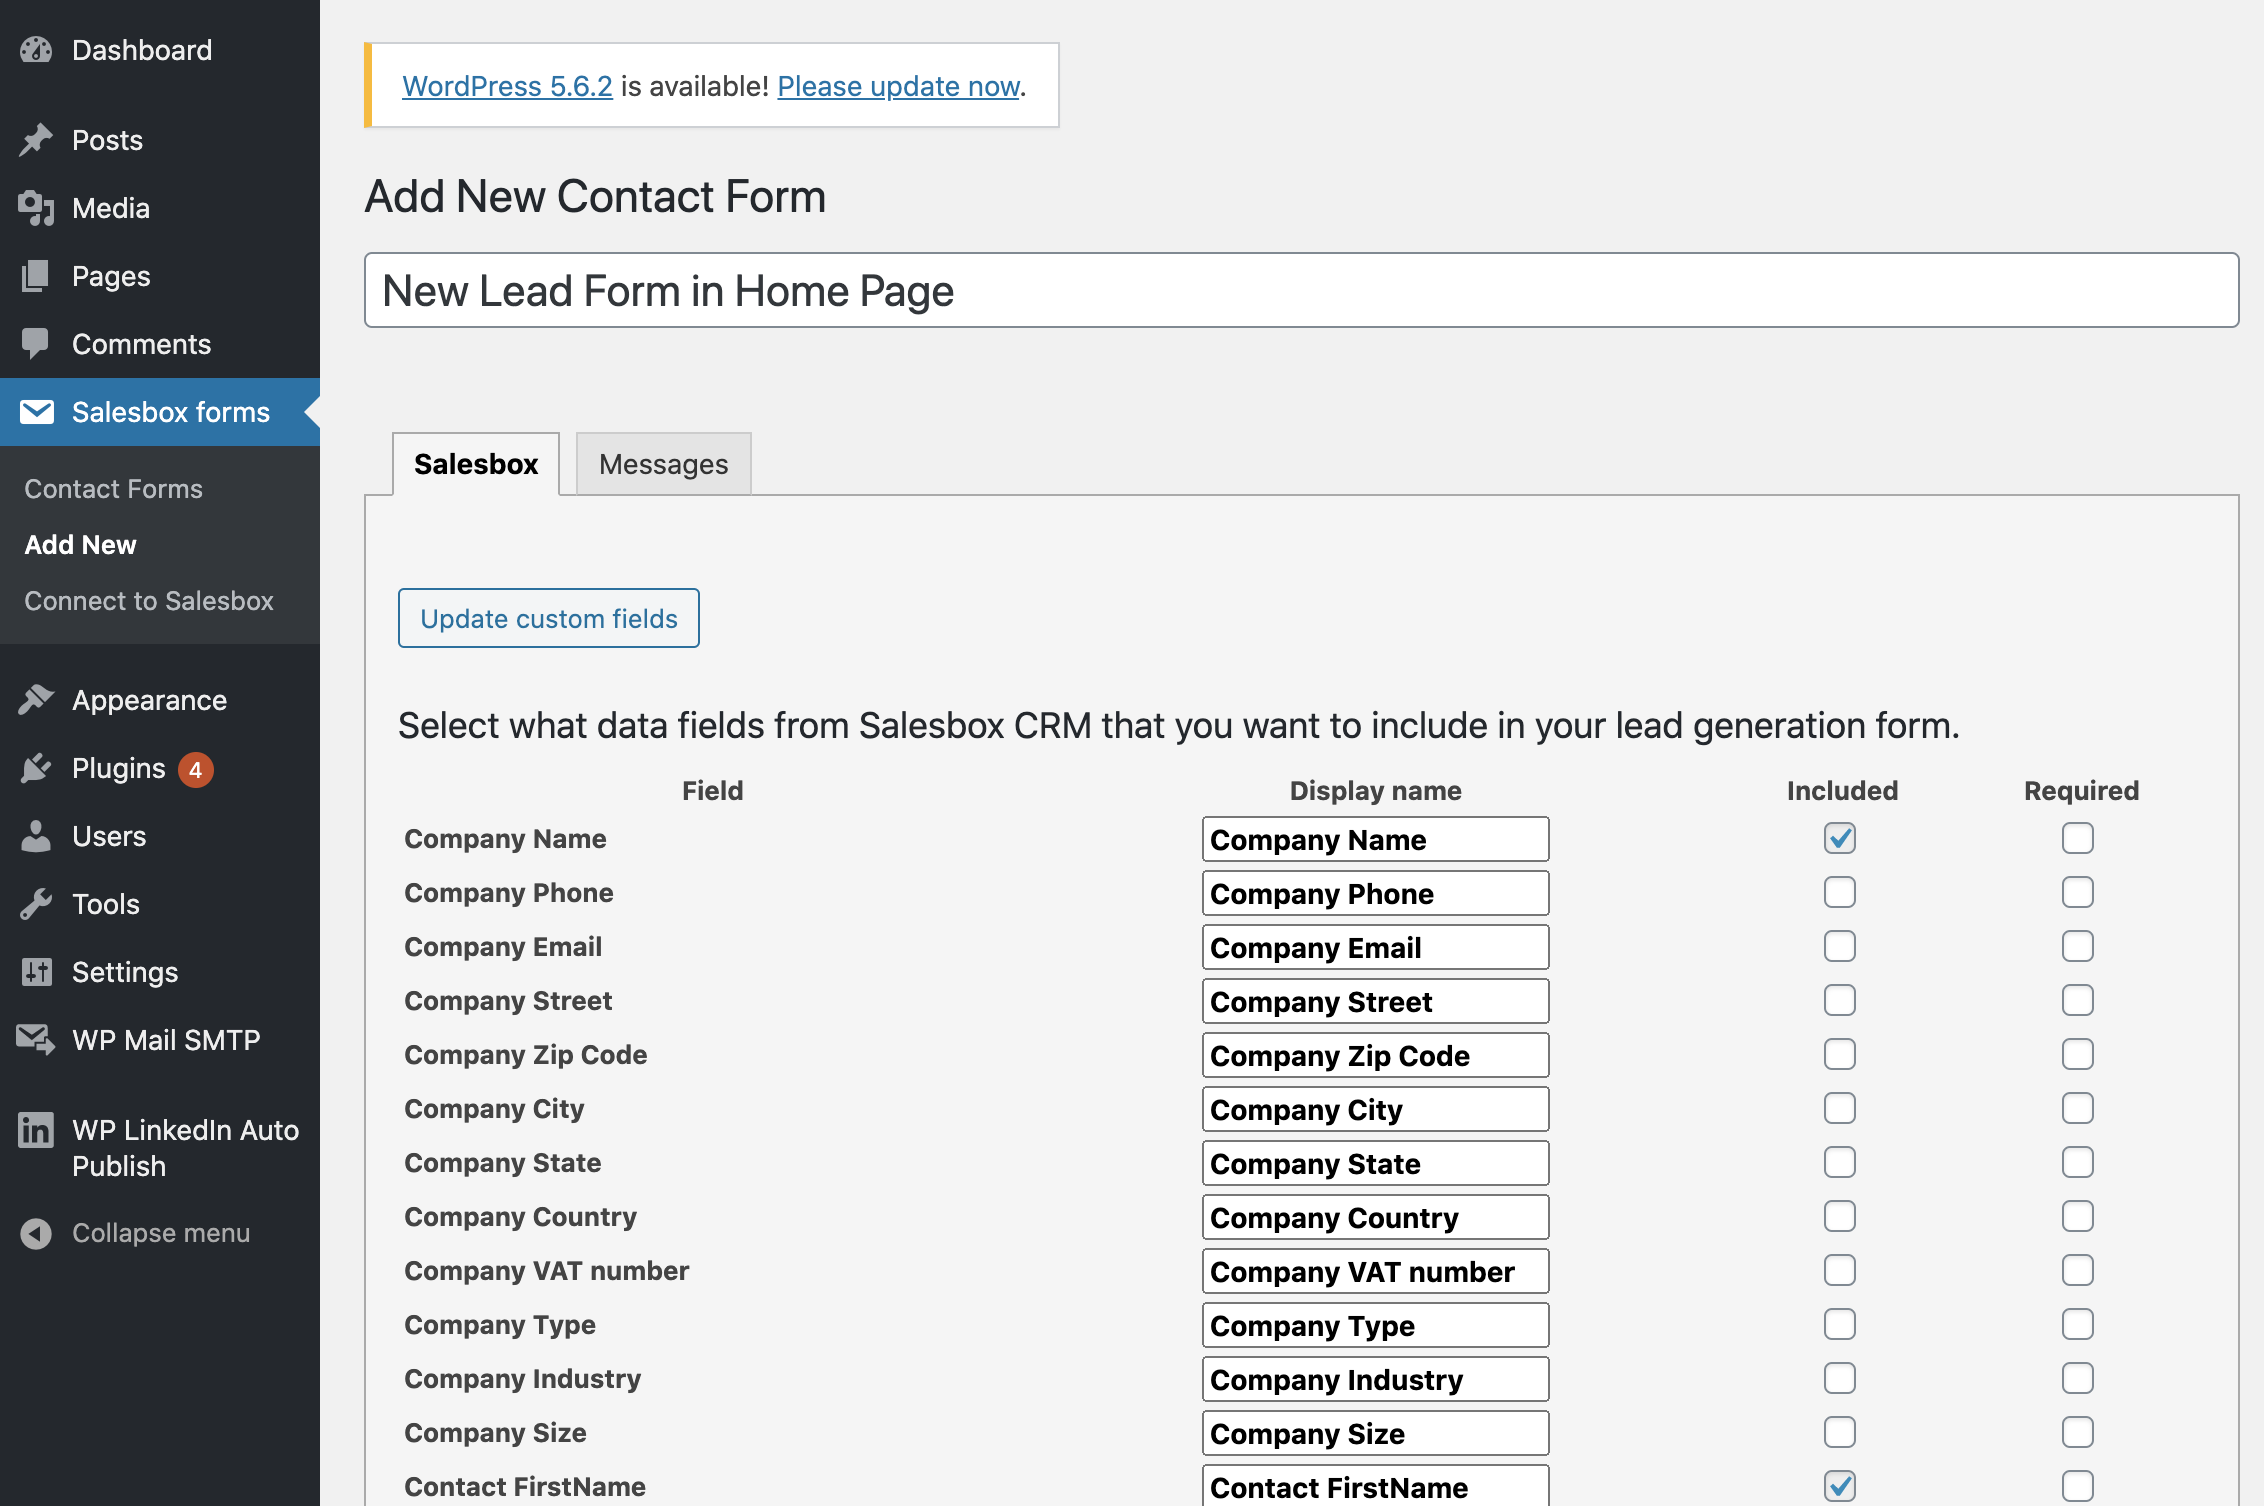 Dashboard
Posts
Media
Pages
Comments
Salesbox forms
Contact Forms
Add New
Connect to Salesbox
Appearance
Plugins 4
Users
Tools
Settings
WP Mail SMTP
in WP LinkedIn Auto
Publish
Collapse menu
WordPress 5.6.2 is available! Please update now.
Add New Contact Form
New Lead Form in Home Page
Salesbox Messages
Update custom fields
Select what data fields from Salesbox CRM that you want to include in your lead generation form.
Field Display name Included Required
Company Name Company Name
Company Phone Company Phone
Company Email Company Email
Company Street Company Street
Company Zip Code Company Zip Code
Company City Company City
Company State Company State
Company Country Company Country
Company VAT number Company VAT number
Company Type Company Type
Company Industry Company Industry
Company Size Company Size
Contact FirstName Contact FirstName